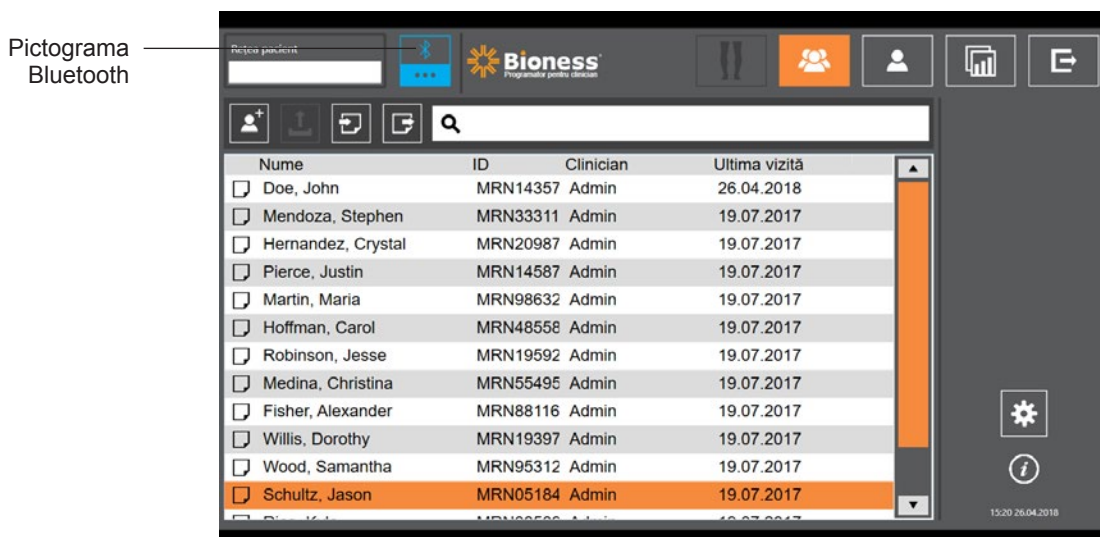 Pictograma
Bluetooth
Rețea pacient
Bioness
Programator pentru clinician
Nume ID Clinician Ultima vizită
Doe, John MRN14357 Admin 26.04.2018
Mendoza, Stephen MRN33311 Admin 19.07.2017
Hernandez, Crystal MRN20987 Admin 19.07.2017
Pierce, Justin MRN14587 Admin 19.07.2017
Martin, Maria MRN98632 Admin 19.07.2017
Hoffman, Carol MRN48558 Admin 19.07.2017
Robinson, Jesse MRN19592 Admin 19.07.2017
Medina, Christina MRN55495 Admin 19.07.2017
Fisher, Alexander MRN88116 Admin 19.07.2017
Willis, Dorothy MRN19397 Admin 19.07.2017
Wood, Samantha MRN95312 Admin 19.07.2017
Schultz, Jason MRN05184 Admin 19.07.2017
15:20 26.04.2018